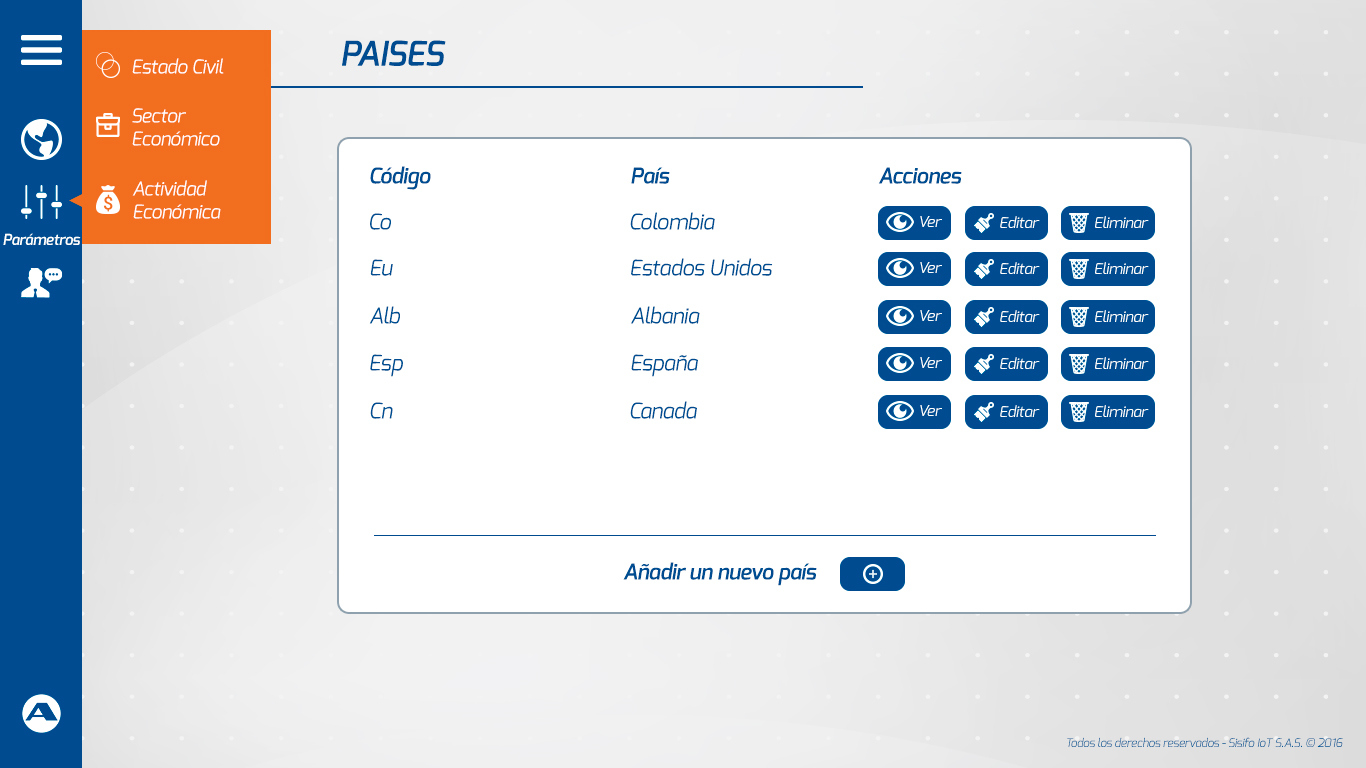 PAISES
Estado Civil
Sector
Económico
Actividad
Económica
Parámetros
Código País Acciones
Co Colombia Ver Editar Eliminar
Eu Estados Unidos Ver Editar Eliminar
Alb Albania Ver Editar Eliminar
Esp España Ver Editar Eliminar
Cn Canada Ver Editar Eliminar
Añadir un nuevo país
Todos los derechos reservados - Sisifo IoT S.A.S. © 2016